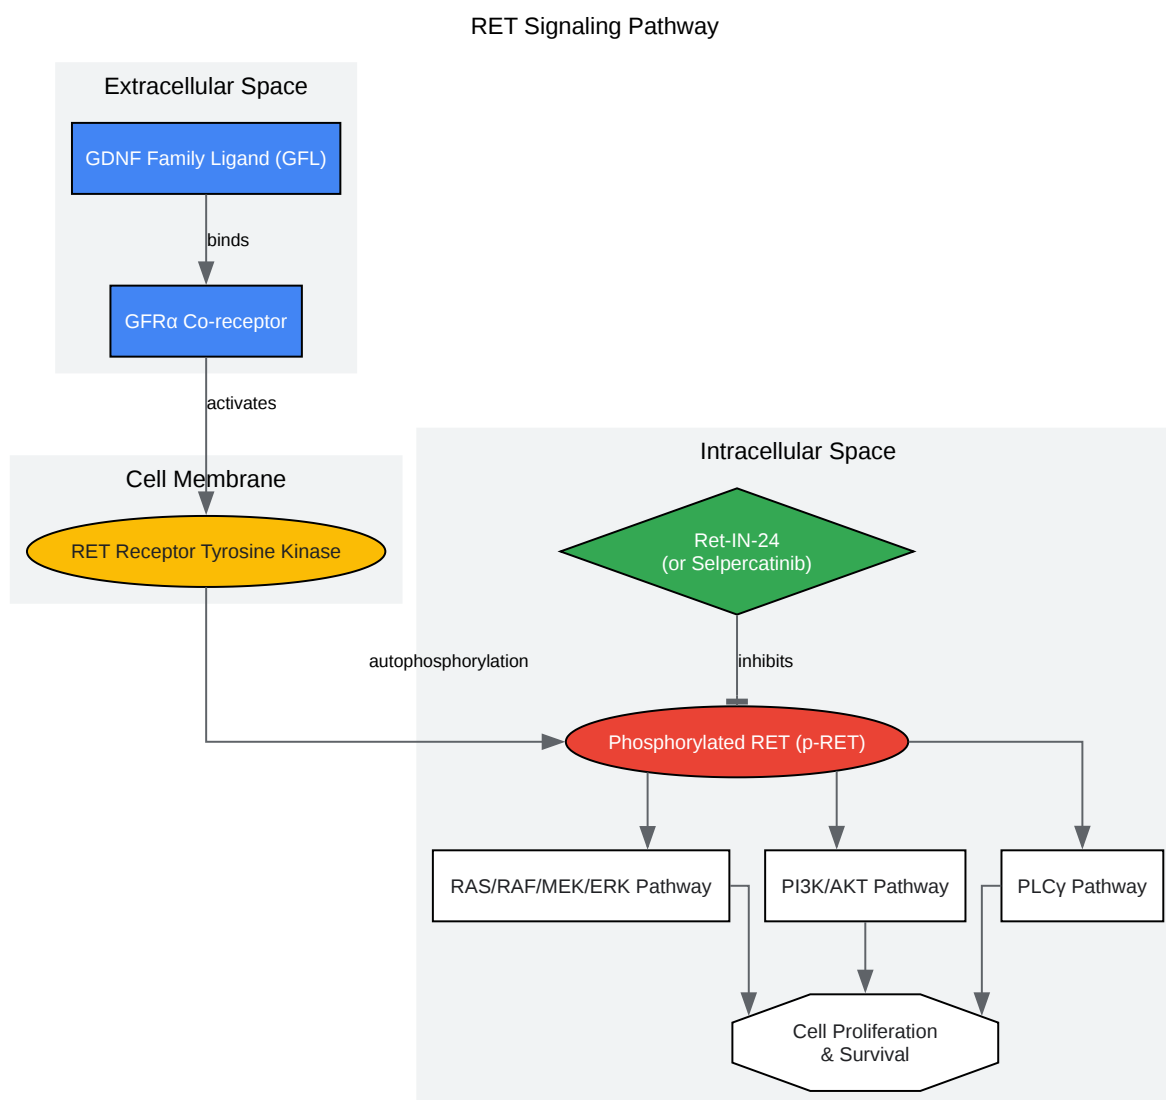 RET Signaling Pathway
Extracellular Space
GDNF Family Ligand (GFL)
binds
GFRα Co-receptor
activates
Cell Membrane
RET Receptor Tyrosine Kinase
Intracellular Space
Ret-IN-24
(or Selpercatinib)
autophosphorylation
inhibits
Phosphorylated RET (p-RET)
RAS/RAF/MEK/ERK Pathway
PI3K/AKT Pathway
PLCγ Pathway
Cell Proliferation
& Survival